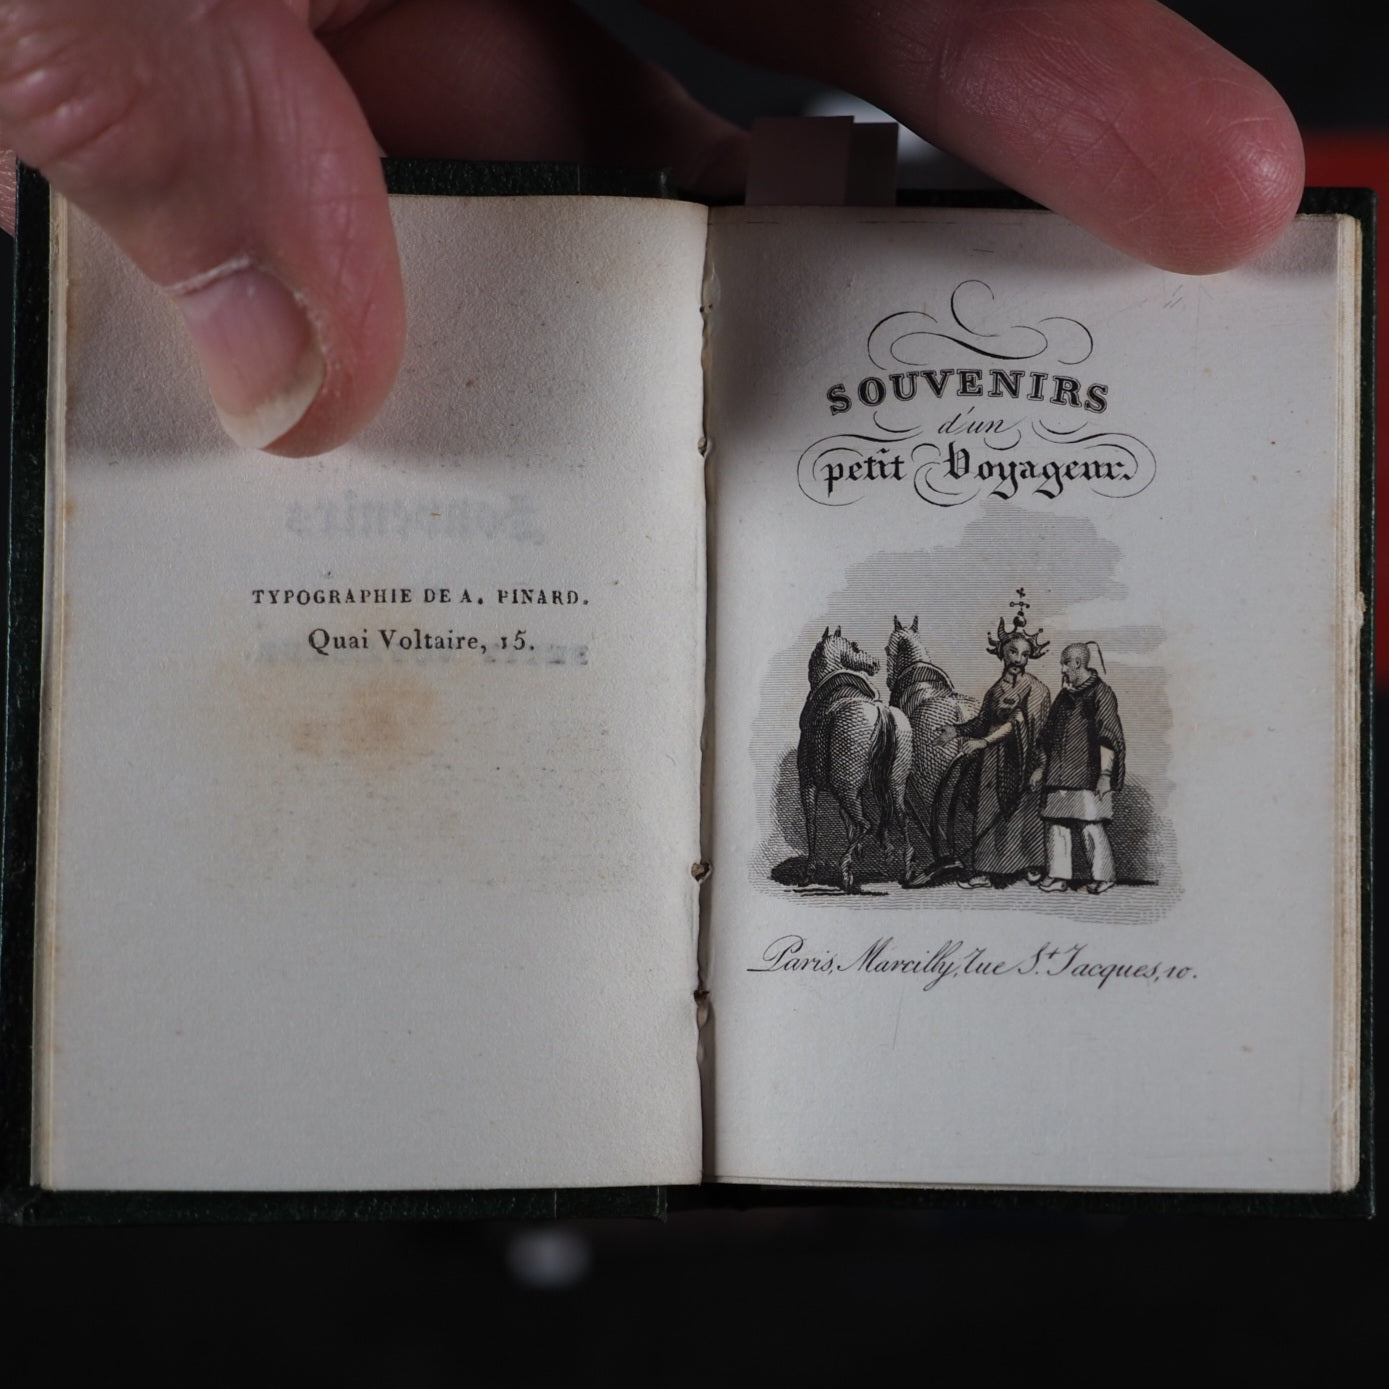 TYPOGRAPHIE DE A. PINARD.
Quai Voltaire, 15.
SOUVENIRS
d'un
petit Voyageur.
Paris, Marcilly, rue St. Jacques, 10.